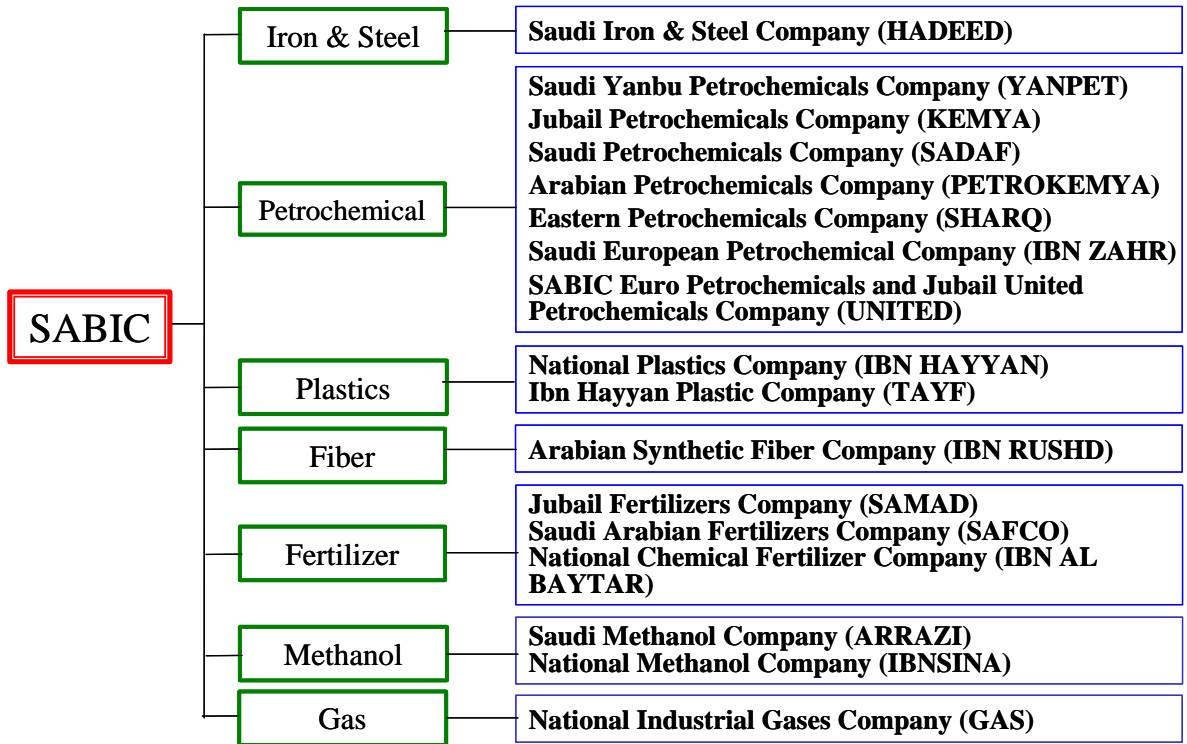 SABIC
Iron & Steel
Saudi Iron & Steel Company (HADEED)
Petrochemical
Saudi Yanbu Petrochemicals Company (YANPET)
Jubail Petrochemicals Company (KEMYA)
Saudi Petrochemicals Company (SADAF)
Arabian Petrochemicals Company (PETROKEMYA)
Eastern Petrochemicals Company (SHARQ)
Saudi European Petrochemical Company (IBN ZAHR)
SABIC Euro Petrochemicals and Jubail United
Petrochemicals Company (UNITED)
Plastics
National Plastics Company (IBN HAYYAN)
Ibn Hayyan Plastic Company (TAYF)
Fiber
Arabian Synthetic Fiber Company (IBN RUSHD)
Fertilizer
Jubail Fertilizers Company (SAMAD)
Saudi Arabian Fertilizers Company (SAFCO)
National Chemical Fertilizer Company (IBN AL
BAYTAR)
Methanol
Saudi Methanol Company (ARRAZI)
National Methanol Company (IBNSINA)
Gas
National Industrial Gases Company (GAS)